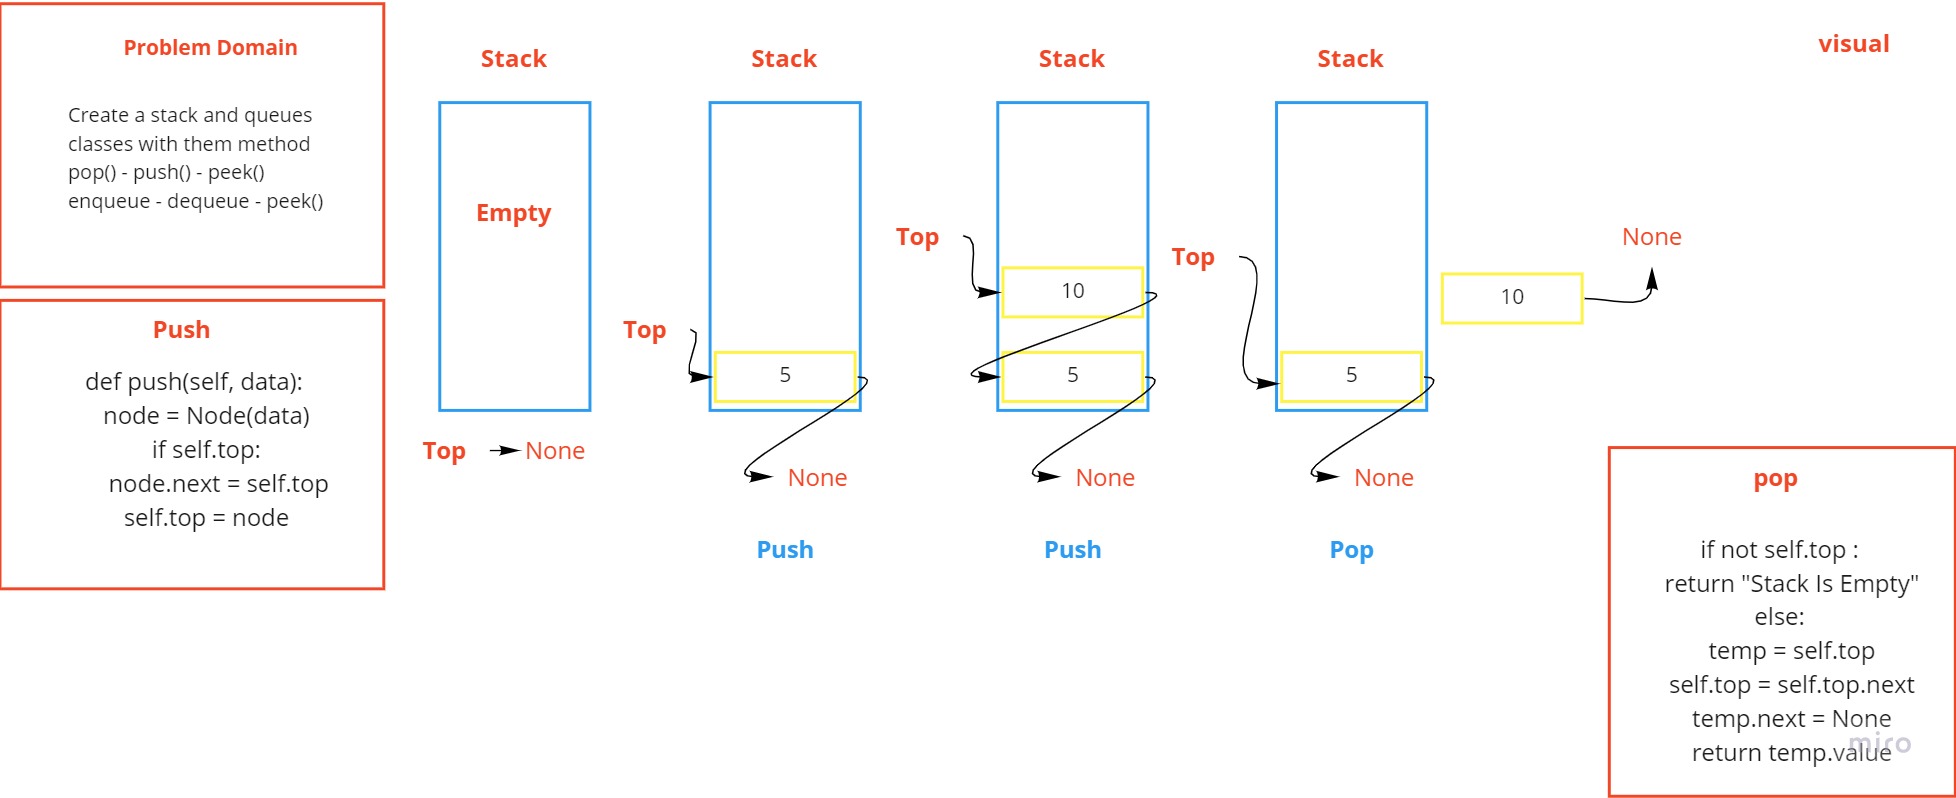 Problem Domain
Create a stack and queues
classes with them method
pop() - push() - peek()
enqueue - dequeue - peek()
Push
def push(self, data):
node = Node(data)
if self.top:
node.next = self.top
self.top = node
Stack
Empty
Top
None
Stack
Top
5
None
Push
Stack
Top
10
5
None
Push
Stack
Top
5
None
Pop
10
None
visual
pop
if not self.top :
return "Stack Is Empty"
else:
temp = self.top
self.top = self.top.next
temp.next = None
return temp.value
miro